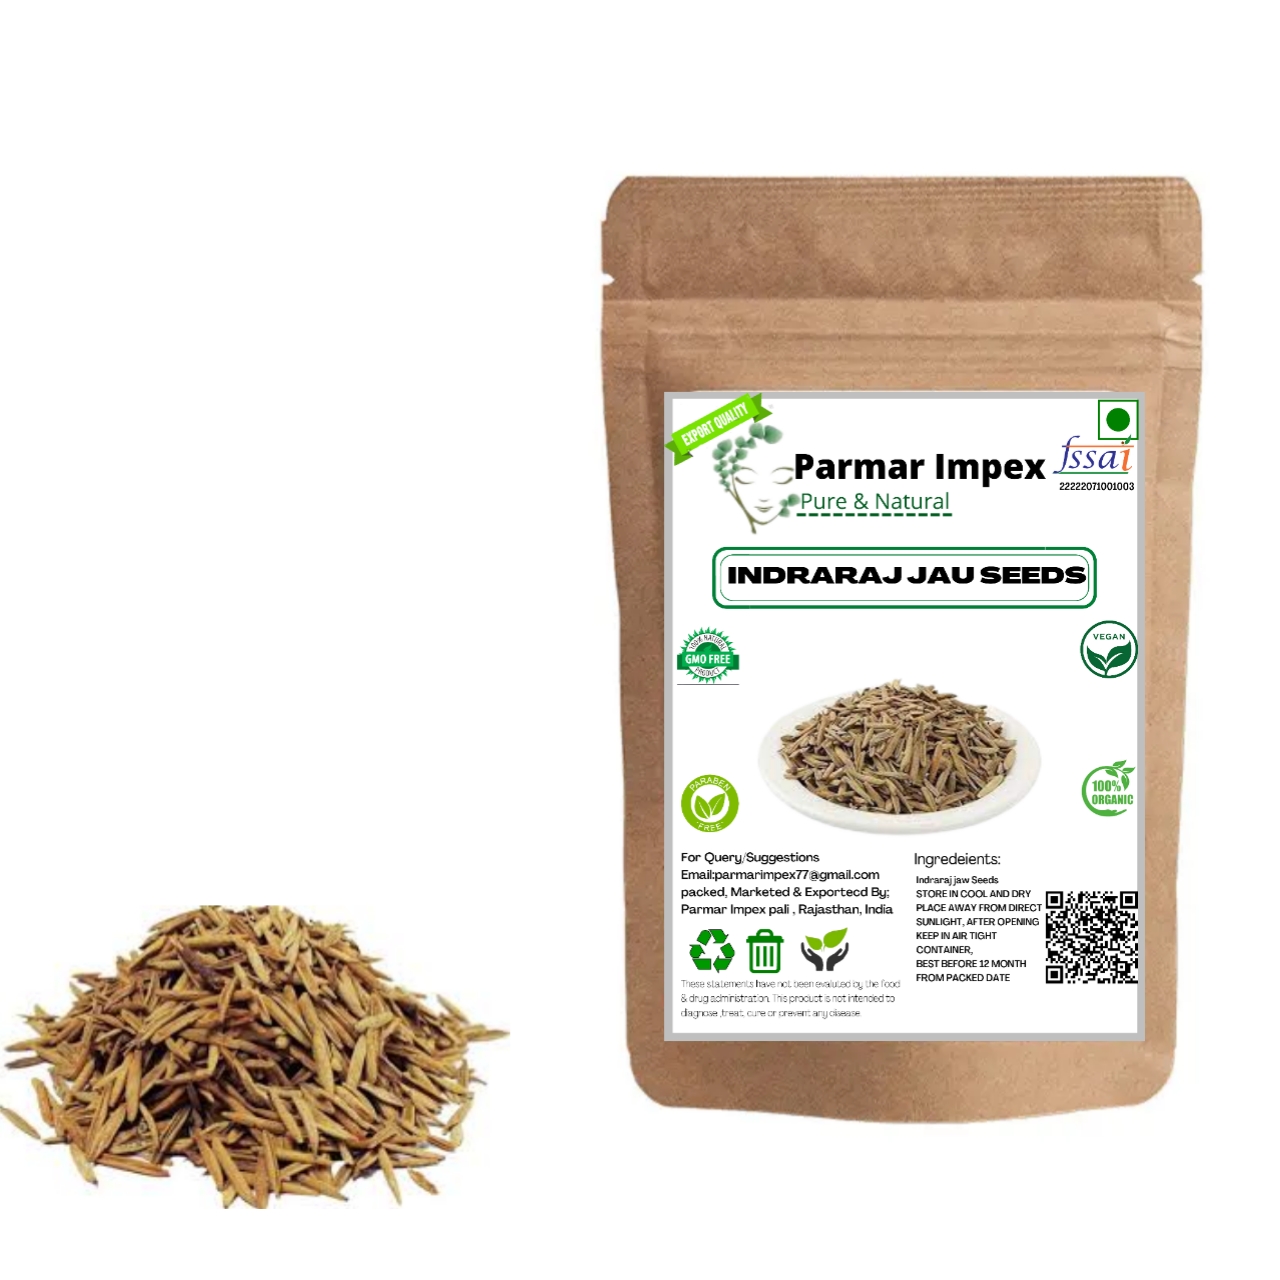 EXPORT QUALITY
fssai
Parmar Impex
22222071001003
Pure & Natural
INDRARAJ JAU SEEDS
100% NATURAL
GMO FREE
PRODUCT
VEGAN
PARABEN
FREE
100%
ORGANIC
For Query/Suggestions
Email:parmarimpex77@gmail.com
packed, Marketed & Exportecd By;
Parmar Impex pali , Rajasthan, India
Ingredeients:
Indraraj jaw Seeds
STORE IN COOL AND DRY
PLACE AWAY FROM DIRECT
SUNLIGHT, AFTER OPENING
KEEP IN AIR TIGHT
CONTAINER,
BEST BEFORE 12 MONTH
FROM PACKED DATE
These statements have not been evaluted by the food
& drug administration. This product is not intended to
diagnose ,treat, cure or prevent any disease